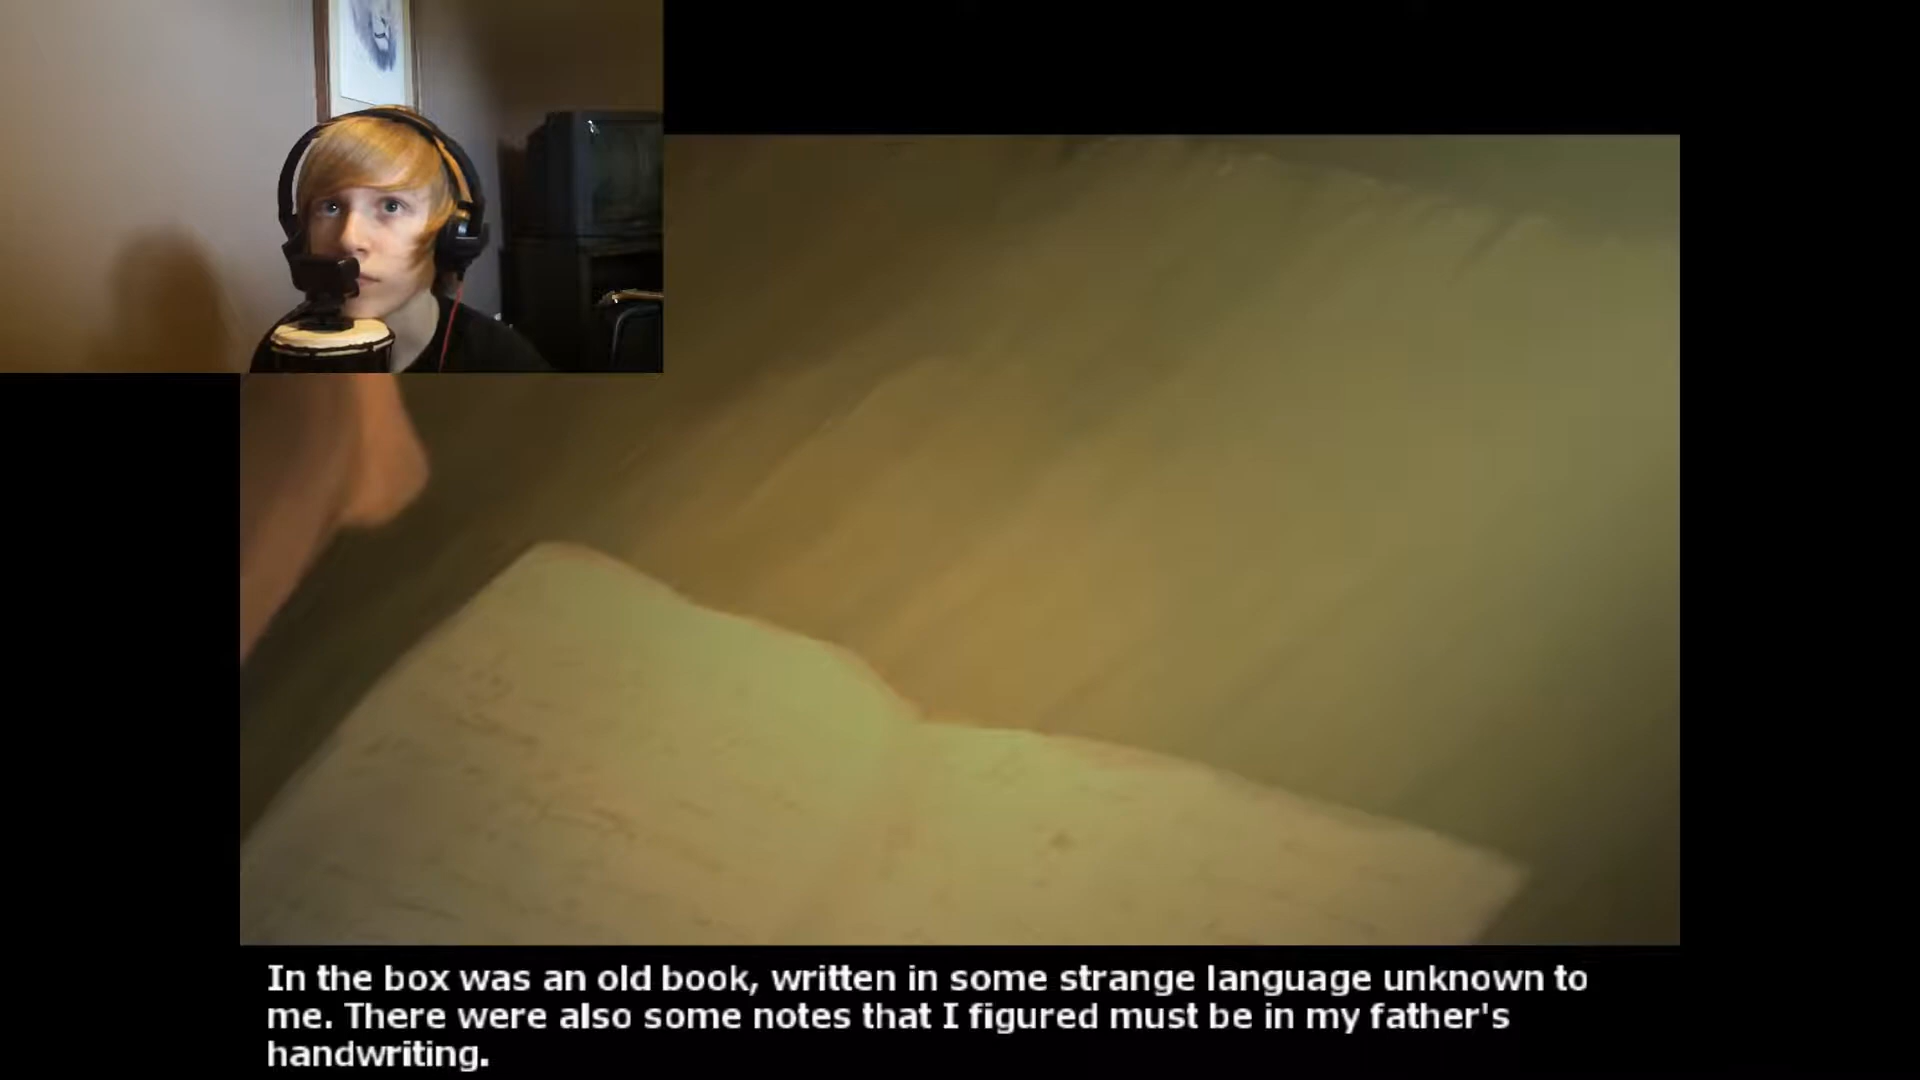 In the box was an old book, written in some strange language unknown to
me. There were also some notes that I figured must be in my father's
handwriting.